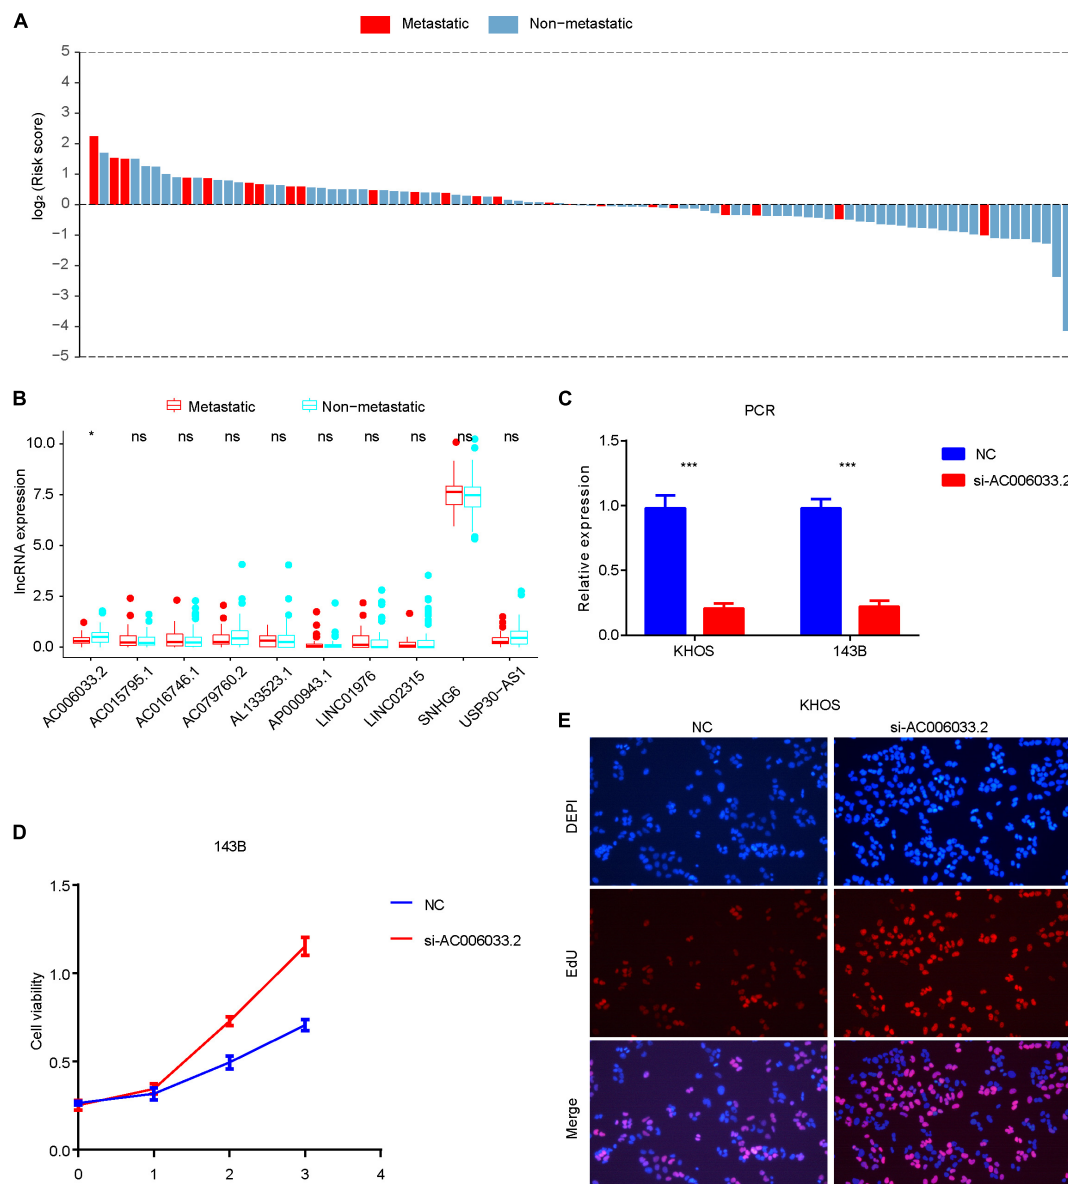 A
Metastatic
Non−metastatic
log₂ (Risk score)
5
4
3
2
1
0
−1
−2
−3
−4
−5
B
Metastatic
Non−metastatic
* ns ns ns ns ns ns ns ns ns
lncRNA expression
10.0
7.5
5.0
2.5
0.0
AC006033.2
AC015795.1
AC016746.1
AC079760.2
AL133523.1
AP000943.1
LINC01976
LINC02315
SNHG6
USP30−AS1
C
PCR
Relative expression
1.5
1.0
0.5
0.0
*** ***
KHOS 143B
NC
si-AC006033.2
D
143B
Cell viability
1.5
1.0
0.5
0.0
0 1 2 3 4
NC
si-AC006033.2
E
KHOS
NC si-AC006033.2
DEPI
EdU
Merge